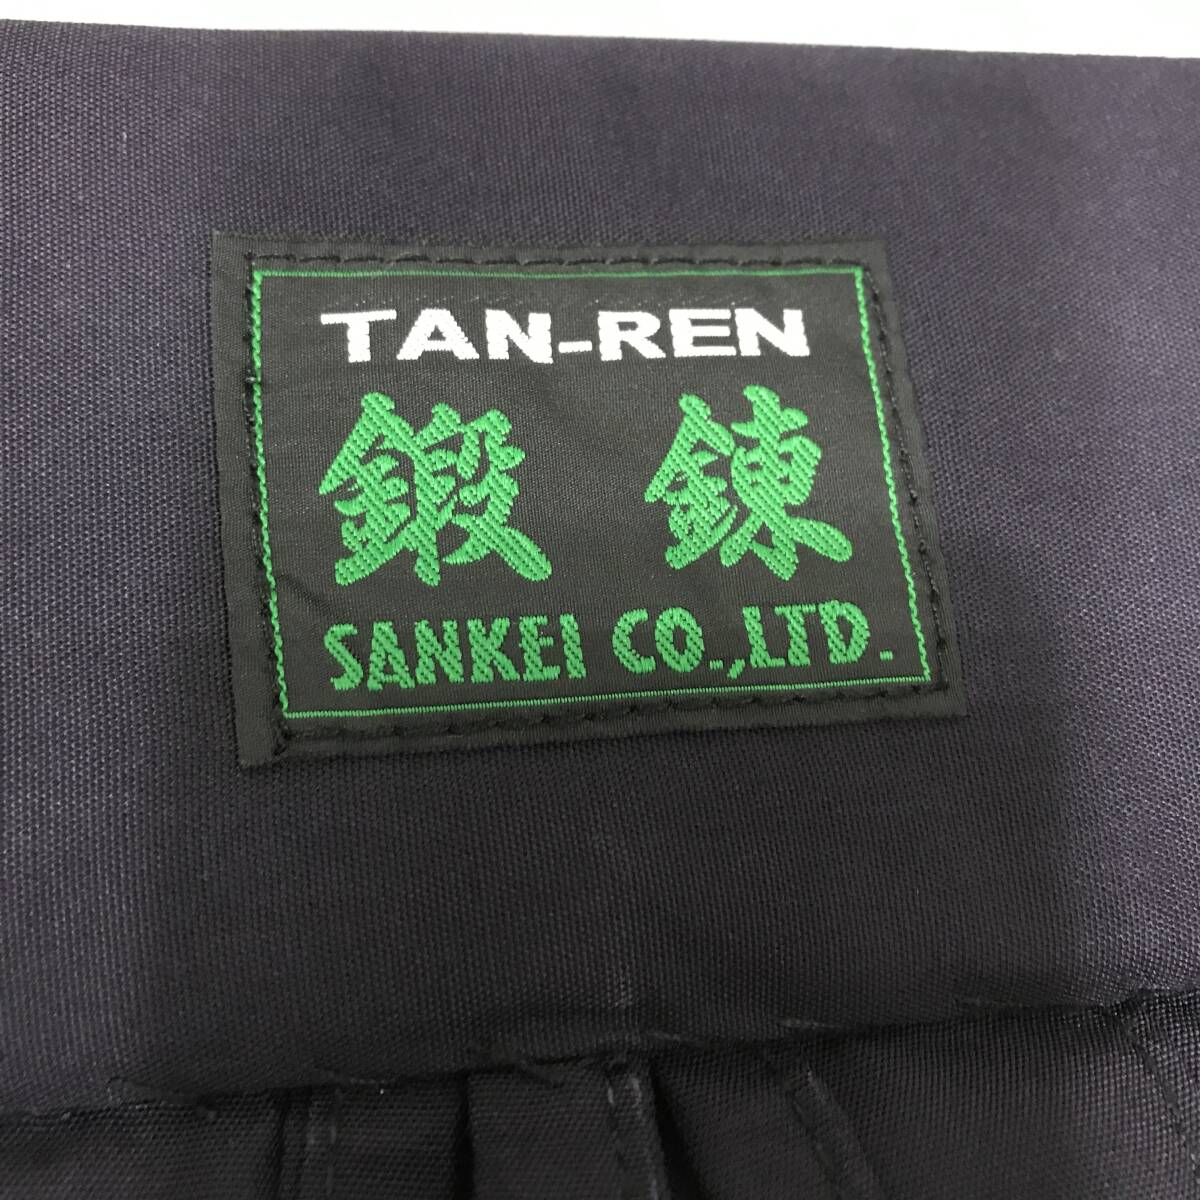 TAN-REN
鍛錬
SANKEI CO.,LTD.